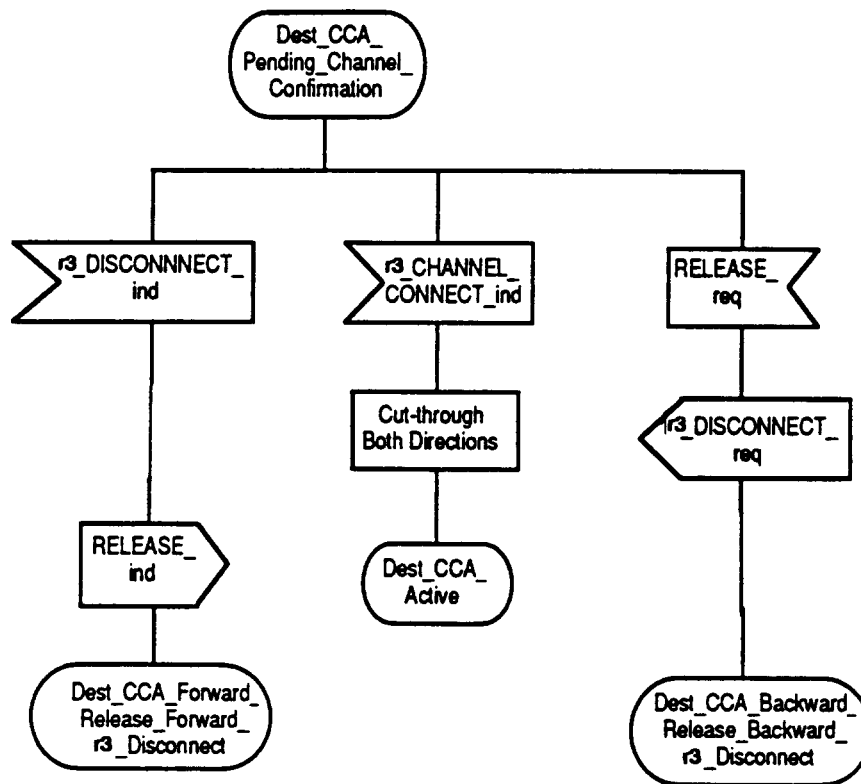 Dest_CCA_
Pending_Channel_
Confirmation
r3_DISCONNNECT_
ind
r3_CHANNEL_
CONNECT_ind
RELEASE_
req
Cut-through
Both Directions
r3_DISCONNECT_
req
RELEASE_
ind
Dest_CCA_
Active
Dest_CCA_Forward_
Release_Forward_
r3_Disconnect
Dest_CCA_Backward_
Release_Backward_
r3_Disconnect